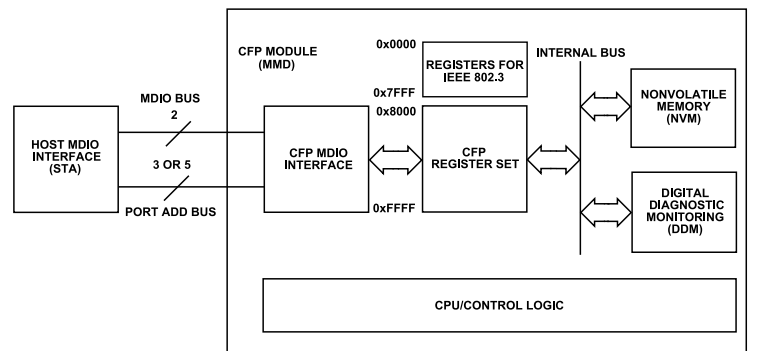 CFP MODULE
(MMD)
0x0000
REGISTERS FOR
IEEE 802.3
0x7FFF
INTERNAL BUS
NONVOLATILE
MEMORY
(NVM)
MDIO BUS
2
HOST MDIO
INTERFACE
(STA)
3 OR 5
PORT ADD BUS
CFP MDIO
INTERFACE
0x8000
CFP
REGISTER SET
0xFFFF
DIGITAL
DIAGNOSTIC
MONITORING
(DDM)
CPU/CONTROL LOGIC